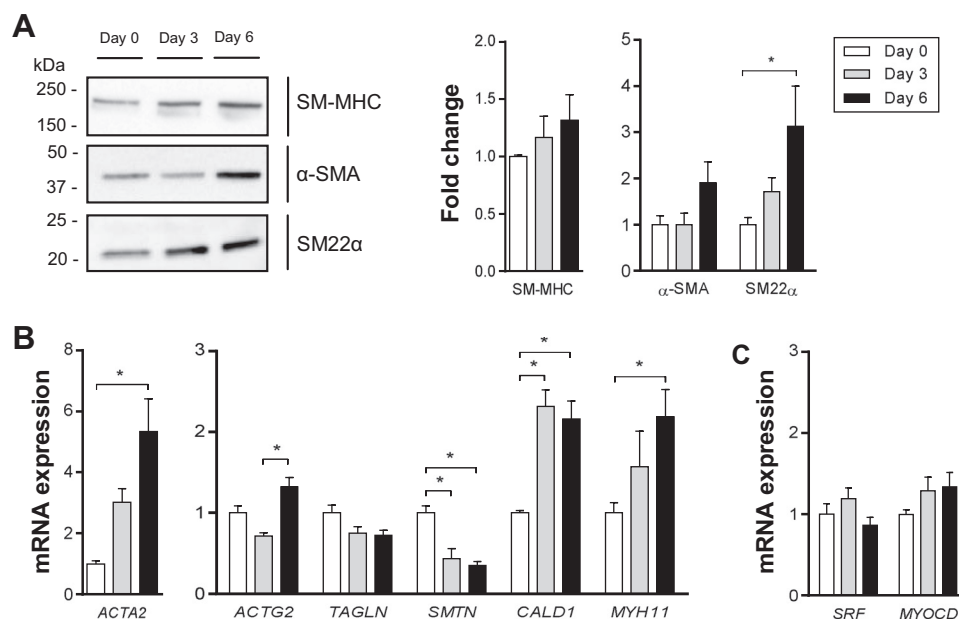 A
Day 0 Day 3 Day 6
kDa
250 -
150 -
SM-MHC
50 -
37 -
α-SMA
25 -
20 -
SM22α
Fold change
2.0
1.5
1.0
0.5
0.0
SM-MHC
5
4
3
2
1
0
*
α-SMA SM22α
Day 0
Day 3
Day 6
B
mRNA expression
8
6
4
2
0
*
ACTA2
3
2
1
0
*
*
*
*
*
*
ACTG2 TAGLN SMTN CALD1 MYH11
C
mRNA expression
3
2
1
0
SRF MYOCD